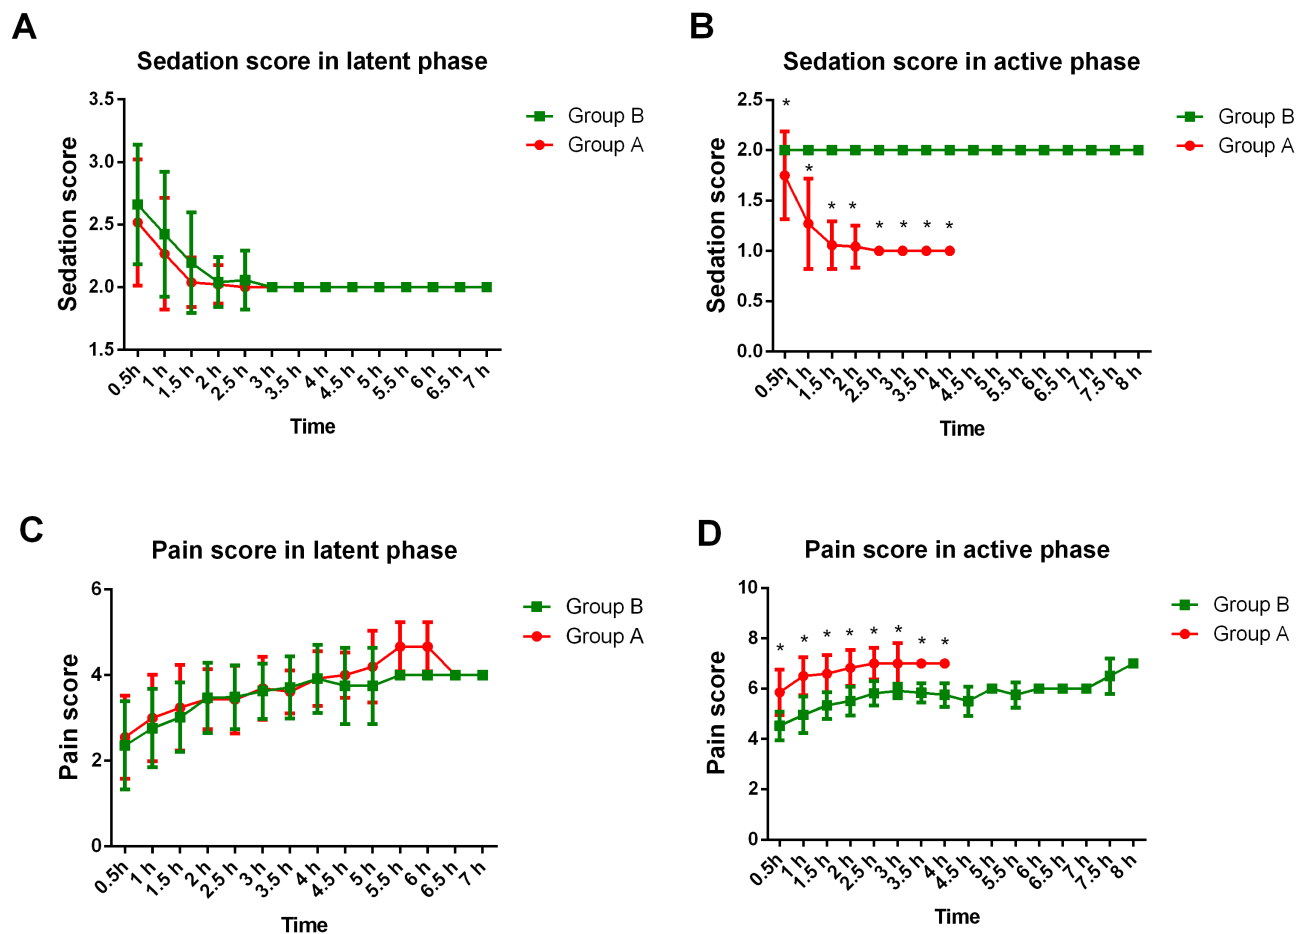 A
Sedation score in latent phase
Group B
Group A
Sedation score
3.5
3.0
2.5
2.0
1.5
0.5h
1 h
1.5 h
2 h
2.5 h
3 h
3.5 h
4 h
4.5 h
5 h
5.5 h
6 h
6.5 h
7 h
Time
B
Sedation score in active phase
Group B
Group A
Sedation score
2.5
2.0
1.5
1.0
0.5
0.0
* * * * * * * *
0.5h
1 h
1.5 h
2 h
2.5 h
3 h
3.5 h
4 h
4.5 h
5 h
5.5 h
6 h
6.5 h
7 h
7.5 h
8 h
Time
C
Pain score in latent phase
Group B
Group A
Pain score
6
4
2
0
0.5h
1 h
1.5 h
2 h
2.5 h
3 h
3.5 h
4 h
4.5 h
5 h
5.5 h
6 h
6.5 h
7 h
Time
D
Pain score in active phase
Group B
Group A
Pain score
10
8
6
4
2
0
* * * * * * * *
0.5h
1 h
1.5 h
2 h
2.5 h
3 h
3.5 h
4 h
4.5 h
5 h
5.5 h
6 h
6.5 h
7 h
7.5 h
8 h
Time